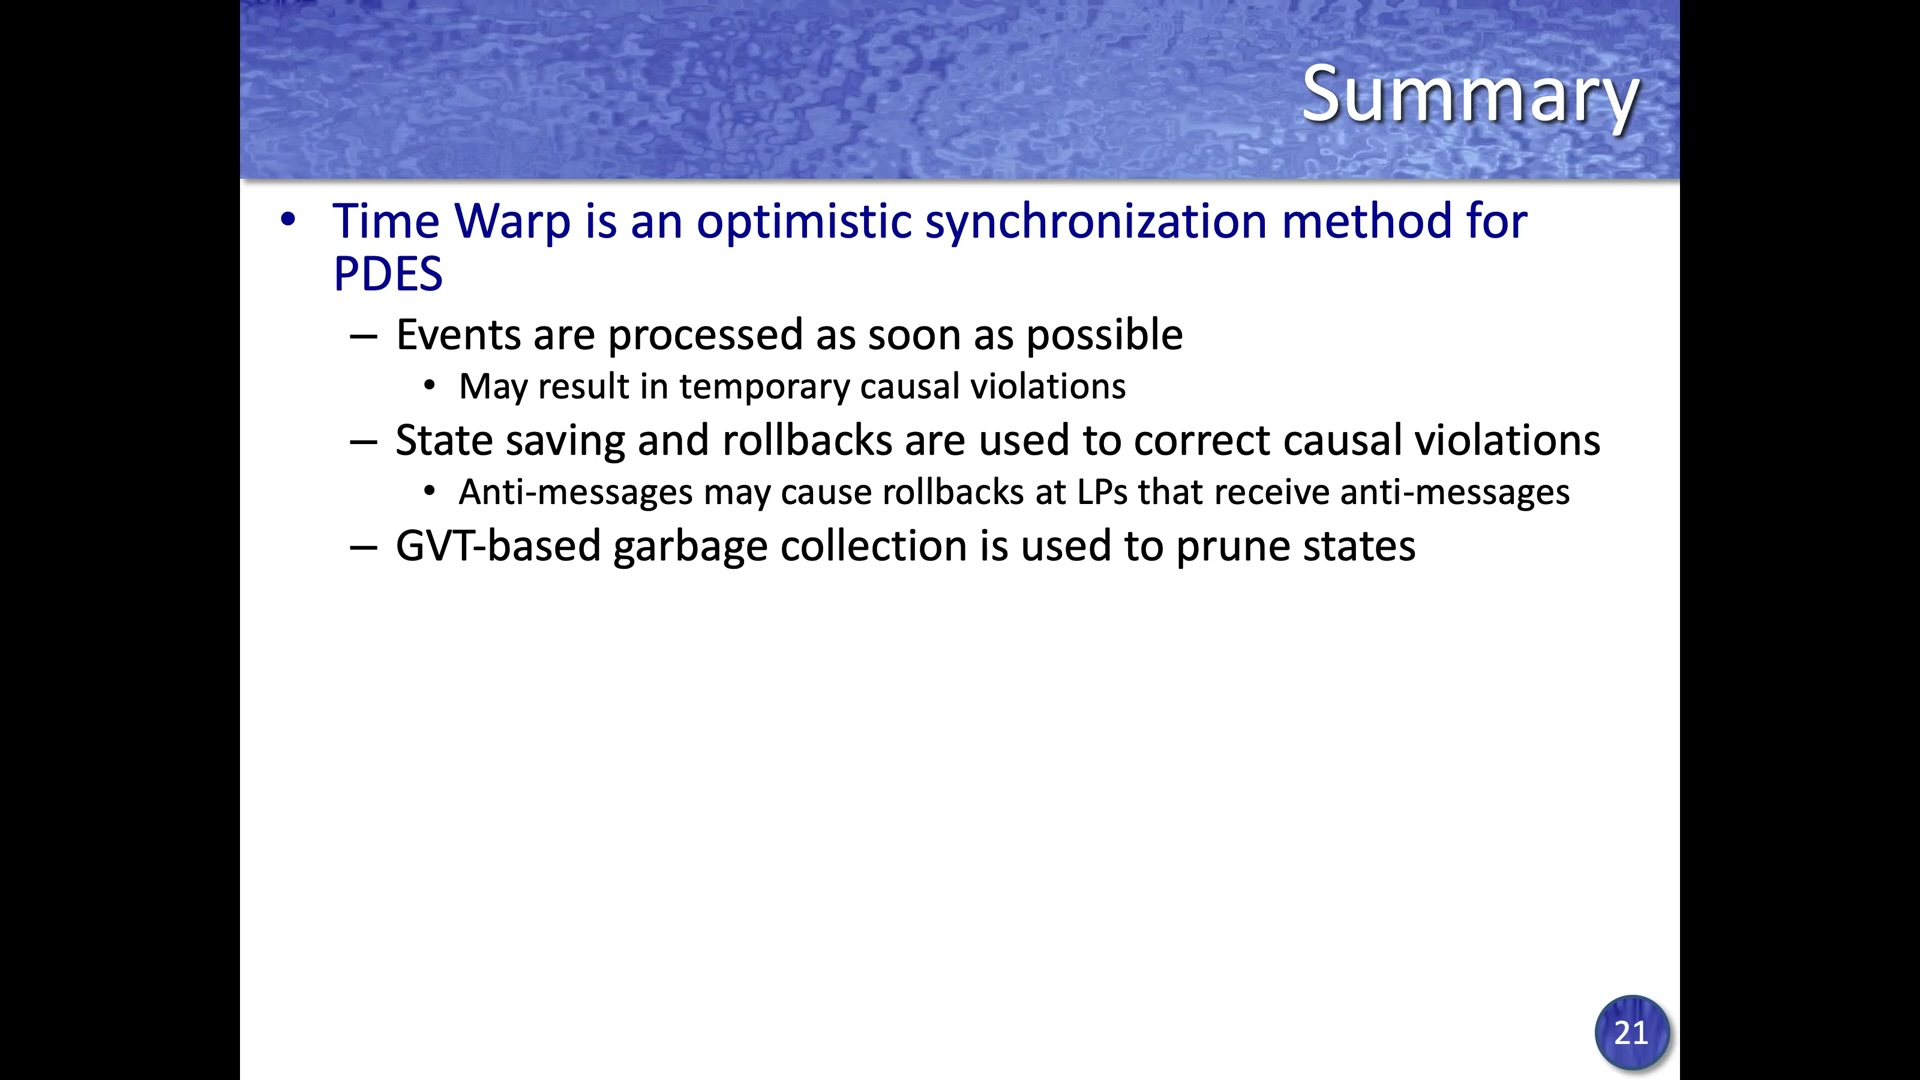 Summary
• Time Warp is an optimistic synchronization method for
PDES
– Events are processed as soon as possible
• May result in temporary causal violations
– State saving and rollbacks are used to correct causal violations
• Anti-messages may cause rollbacks at LPs that receive anti-messages
– GVT-based garbage collection is used to prune states
21